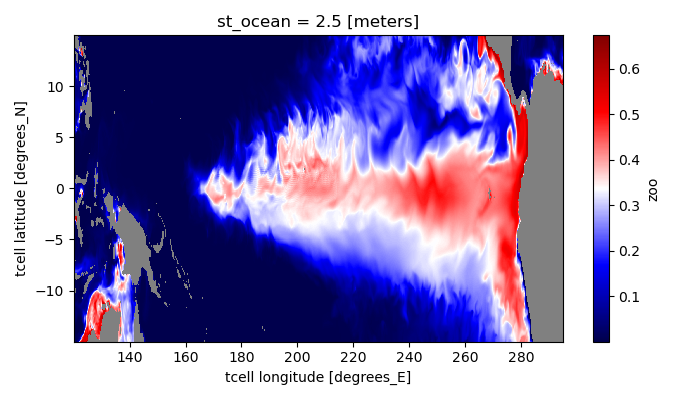 st_ocean = 2.5 [meters]
tcell latitude [degrees_N]
10
5
0
−5
−10
140 160 180 200 220 240 260 280
tcell longitude [degrees_E]
0.6
0.5
0.4
0.3
0.2
0.1
zoo